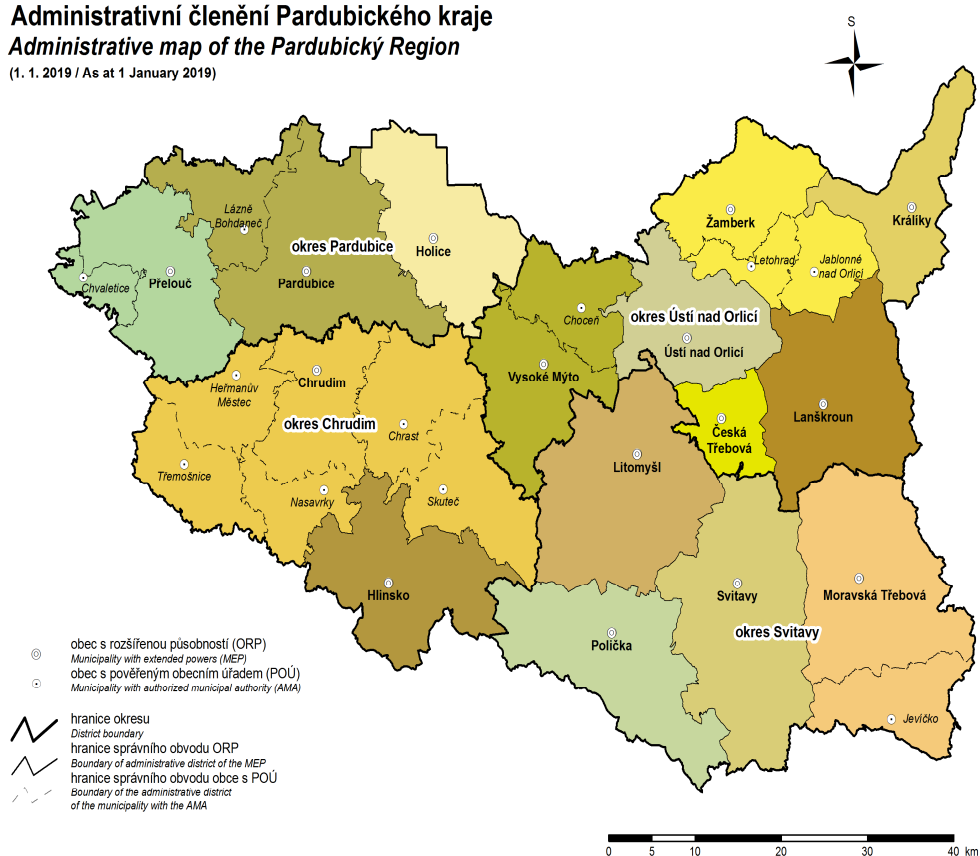 Administrativní členění Pardubického kraje
Administrative map of the Pardubický Region
(1. 1. 2019 / As at 1 January 2019)
S
Králíky
Žamberk
Lázně
Bohdaneč
okres Pardubice
Holice
Letohrad
Jablonné
nad Orlicí
Chvaletice
Přelouč
Pardubice
Choceň
okres Ústí nad Orlicí
Ústí nad Orlicí
Vysoké Mýto
Heřmanův
Městec
Chrudim
okres Chrudim
Chrast
Česká
Třebová
Lanškroun
Litomyšl
Třemošnice
Nasavrky
Skuteč
Hlinsko
Svitavy
Moravská Třebová
okres Svitavy
Polička
Jevíčko
obec s rozšířenou působností (ORP)
Municipality with extended powers (MEP)
obec s pověřeným obecním úřadem (POÚ)
Municipality with authorized municipal authority (AMA)
hranice okresu
District boundary
hranice správního obvodu ORP
Boundary of administrative district of the MEP
hranice správního obvodu obce s POÚ
Boundary of the administrative district
of the municipality with the AMA
0 5 10 20 30 40 km